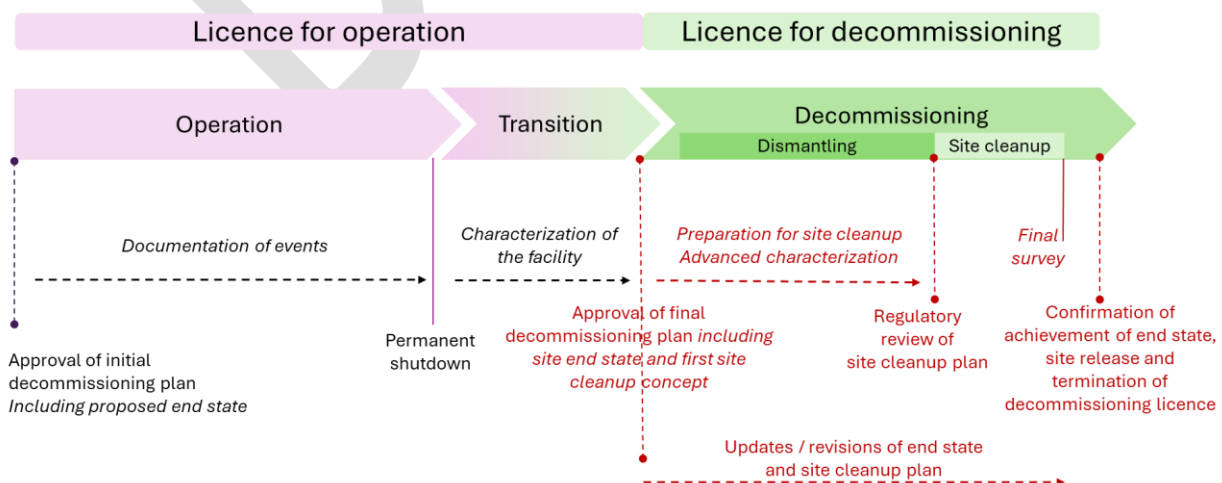 Licence for operation
Licence for decommissioning
Operation
Transition
Decommissioning
Dismantling
Site cleanup
Documentation of events
Characterization of
the facility
Preparation for site cleanup
Advanced characterization
Final
survey
Approval of initial
decommissioning plan
Including proposed end state
Permanent
shutdown
Approval of final
decommissioning plan including
site end state and first site
cleanup concept
Regulatory
review of
site cleanup plan
Confirmation of
achievement of end state,
site release and
termination of
decommissioning licence
Updates / revisions of end state
and site cleanup plan